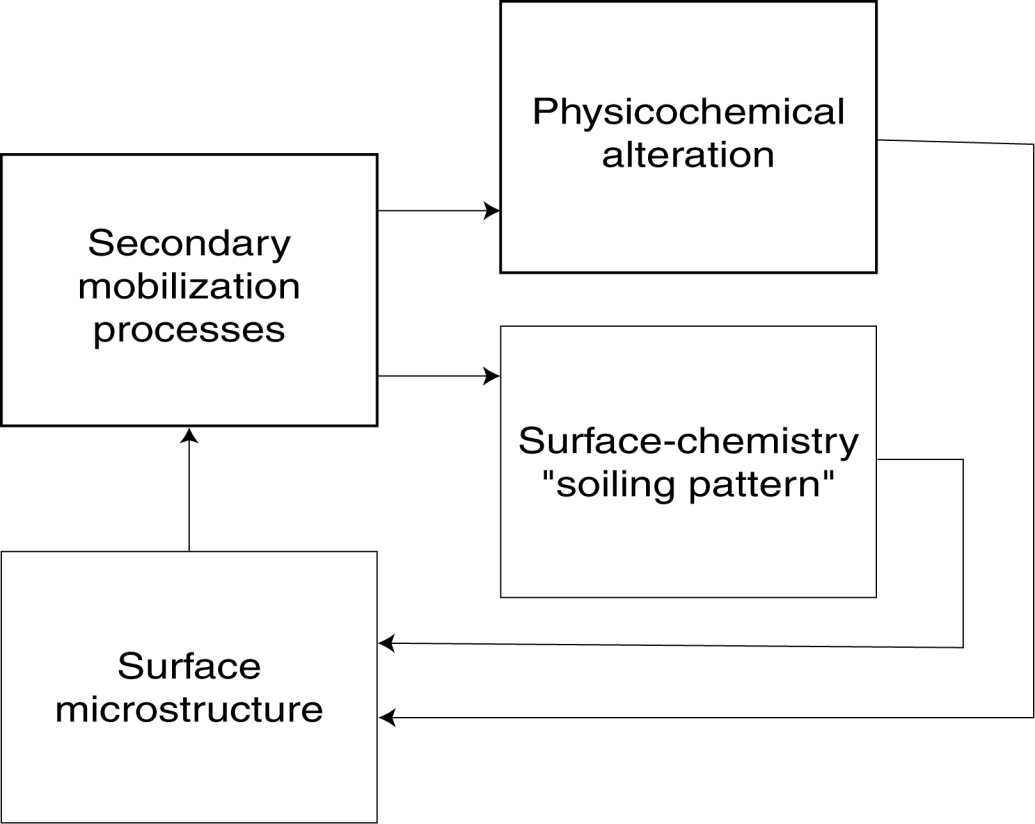 Physicochemical
alteration
Secondary
mobilization
processes
Surface-chemistry
"soiling pattern"
Surface
microstructure